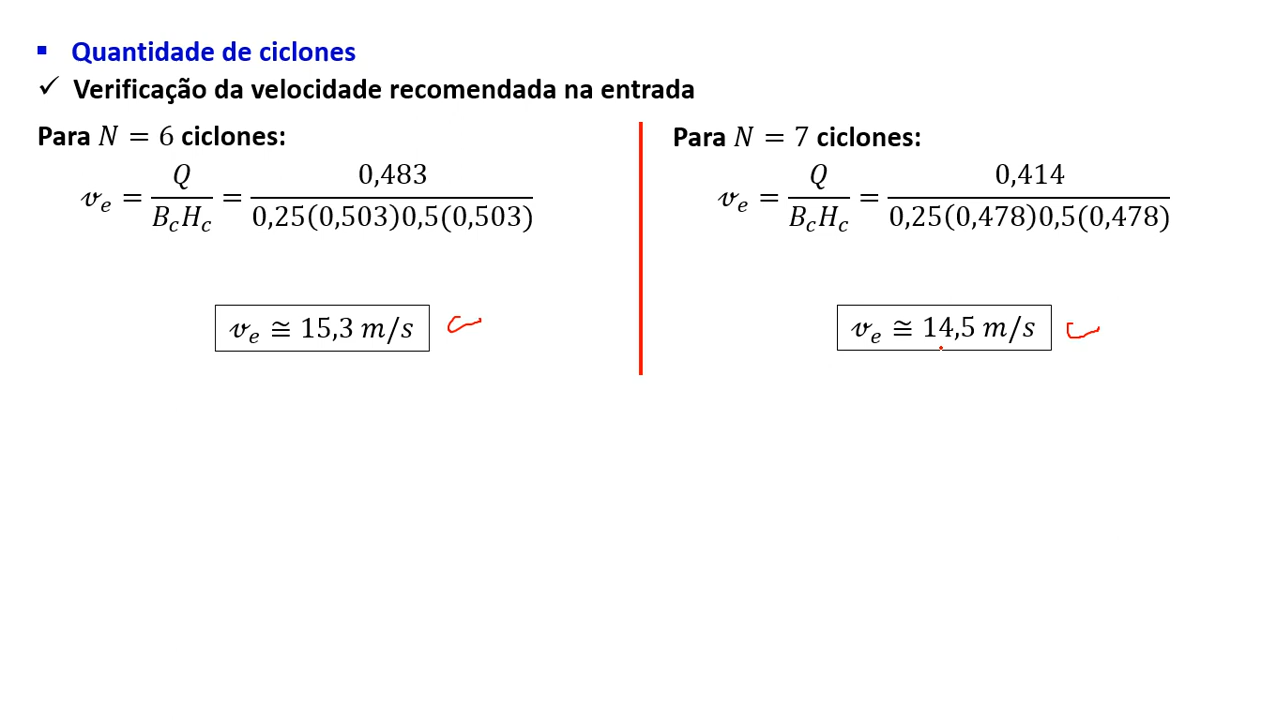 ▪ Quantidade de ciclones
✓ Verificação da velocidade recomendada na entrada
Para N = 6 ciclones:
v_e = Q / (B_c H_c) = 0,483 / (0,25(0,503)0,5(0,503))
v_e ≅ 15,3 m/s
Para N = 7 ciclones:
v_e = Q / (B_c H_c) = 0,414 / (0,25(0,478)0,5(0,478))
v_e ≅ 14,5 m/s